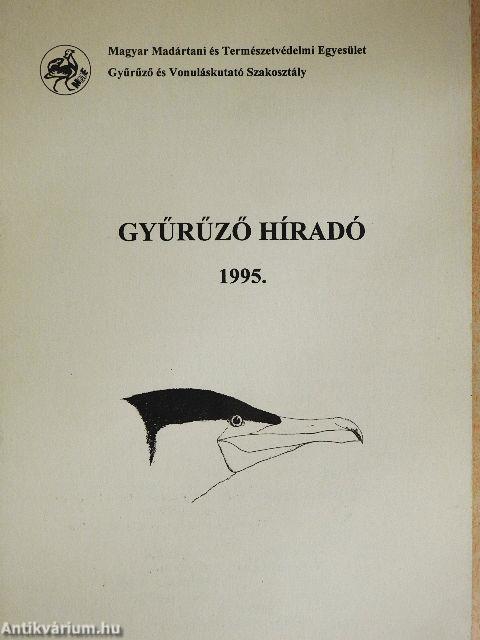 Magyar Madártani és Természetvédelmi Egyesület
Gyűrűző és Vonuláskutató Szakosztály
GYŰRŰZŐ HÍRADÓ
1995.
Antikvárium.hu